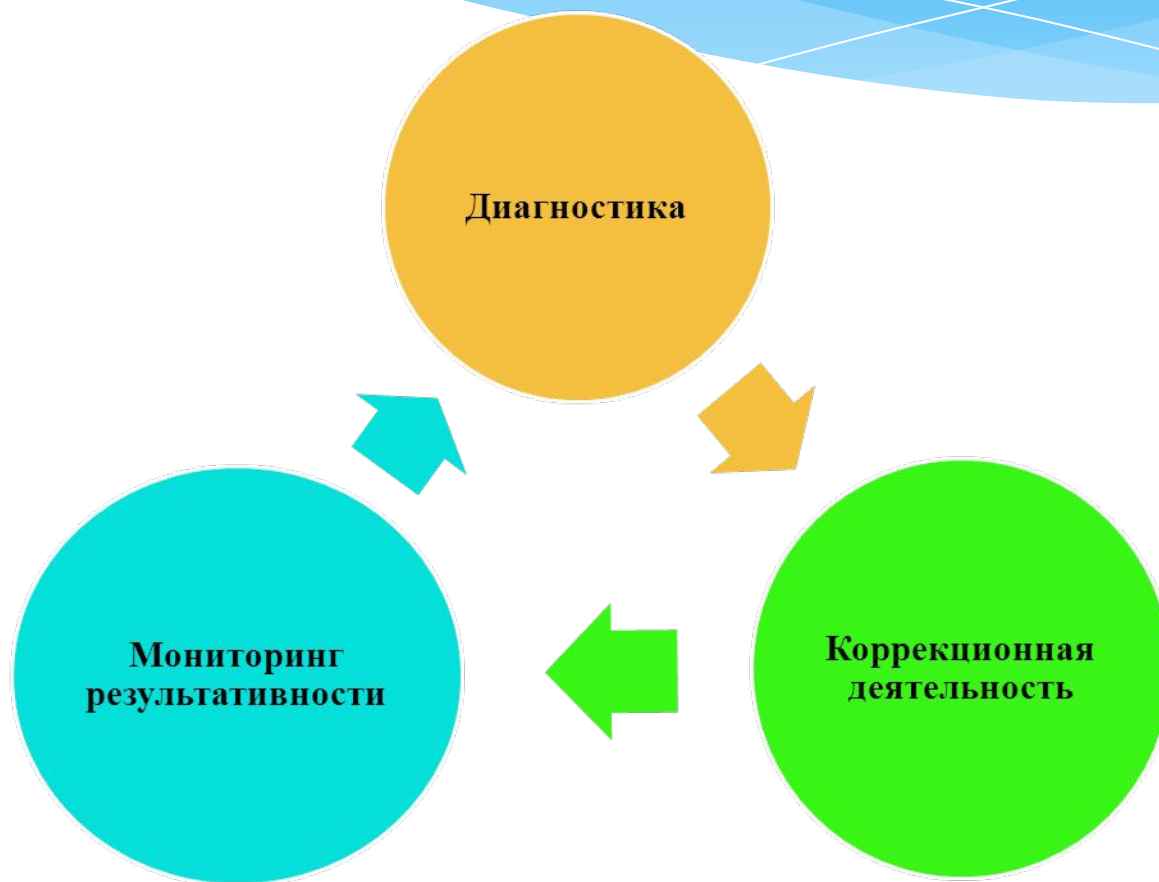 Диагностика
Коррекционная
деятельность
Мониторинг
результативности